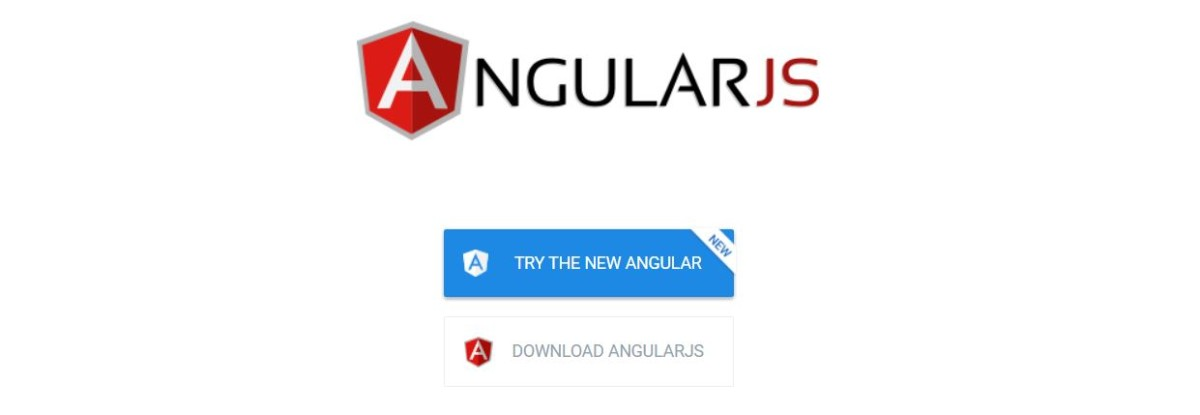 ANGULARJS
NEW
TRY THE NEW ANGULAR
DOWNLOAD ANGULARJS